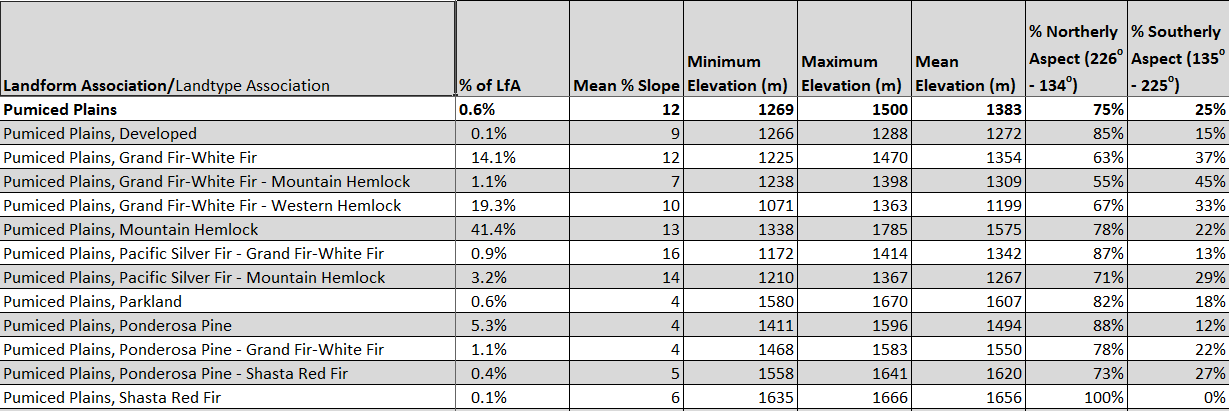 Landform Association/Landtype Association | % of LfA | Mean % Slope | Minimum Elevation (m) | Maximum Elevation (m) | Mean Elevation (m) | % Northerly Aspect (226° - 134°) | % Southerly Aspect (135° - 225°)
Pumiced Plains | 0.6% | 12 | 1269 | 1500 | 1383 | 75% | 25%
Pumiced Plains, Developed | 0.1% | 9 | 1266 | 1288 | 1272 | 85% | 15%
Pumiced Plains, Grand Fir-White Fir | 14.1% | 12 | 1225 | 1470 | 1354 | 63% | 37%
Pumiced Plains, Grand Fir-White Fir - Mountain Hemlock | 1.1% | 7 | 1238 | 1398 | 1309 | 55% | 45%
Pumiced Plains, Grand Fir-White Fir - Western Hemlock | 19.3% | 10 | 1071 | 1363 | 1199 | 67% | 33%
Pumiced Plains, Mountain Hemlock | 41.4% | 13 | 1338 | 1785 | 1575 | 78% | 22%
Pumiced Plains, Pacific Silver Fir - Grand Fir-White Fir | 0.9% | 16 | 1172 | 1414 | 1342 | 87% | 13%
Pumiced Plains, Pacific Silver Fir - Mountain Hemlock | 3.2% | 14 | 1210 | 1367 | 1267 | 71% | 29%
Pumiced Plains, Parkland | 0.6% | 4 | 1580 | 1670 | 1607 | 82% | 18%
Pumiced Plains, Ponderosa Pine | 5.3% | 4 | 1411 | 1596 | 1494 | 88% | 12%
Pumiced Plains, Ponderosa Pine - Grand Fir-White Fir | 1.1% | 4 | 1468 | 1583 | 1550 | 78% | 22%
Pumiced Plains, Ponderosa Pine - Shasta Red Fir | 0.4% | 5 | 1558 | 1641 | 1620 | 73% | 27%
Pumiced Plains, Shasta Red Fir | 0.1% | 6 | 1635 | 1666 | 1656 | 100% | 0%